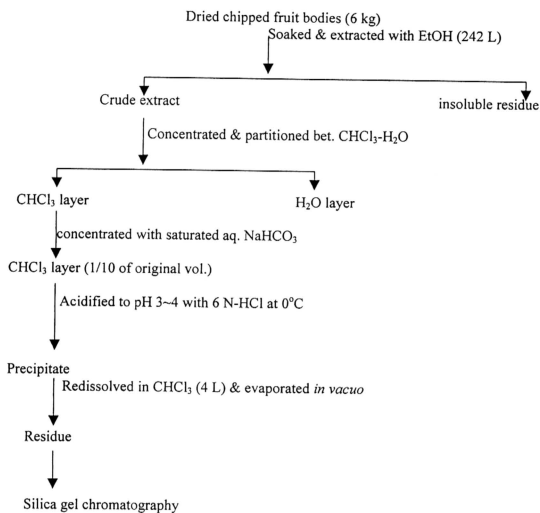 Dried chipped fruit bodies (6 kg)
Soaked & extracted with EtOH (242 L)
Crude extract
insoluble residue
Concentrated & partitioned bet. CHCl₃-H₂O
CHCl₃ layer
H₂O layer
concentrated with saturated aq. NaHCO₃
CHCl₃ layer (1/10 of original vol.)
Acidified to pH 3~4 with 6 N-HCl at 0°C
Precipitate
Redissolved in CHCl₃ (4 L) & evaporated in vacuo
Residue
Silica gel chromatography